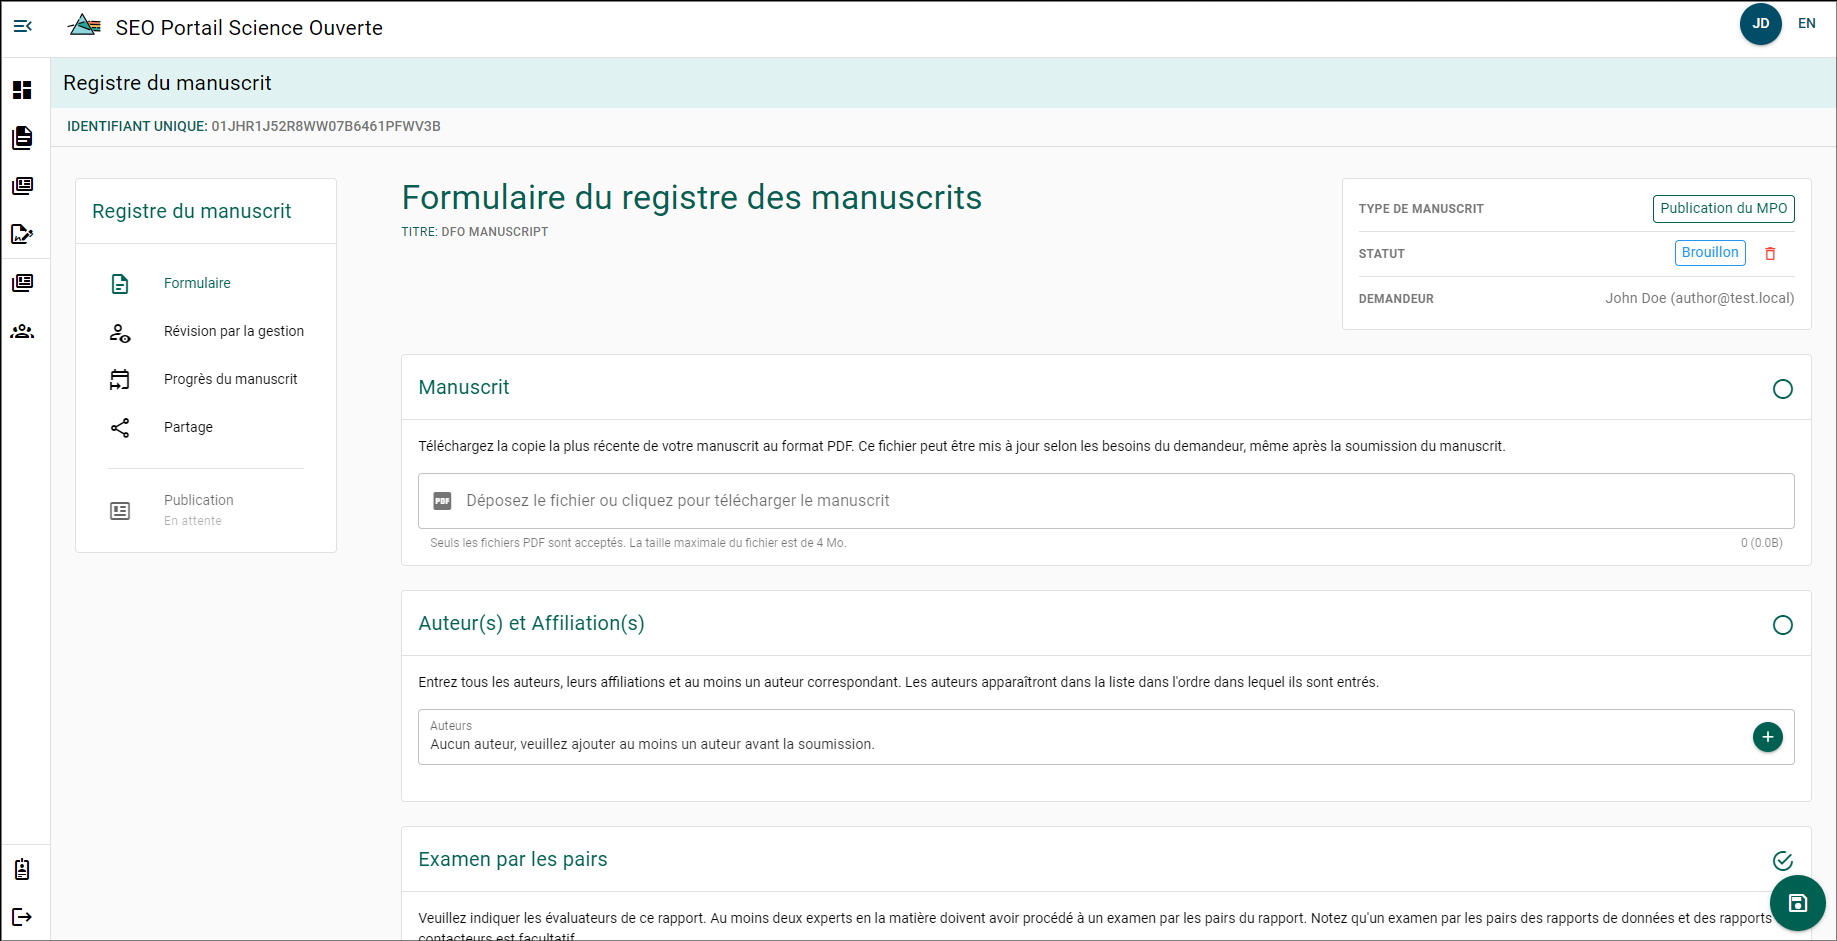 SEO Portail Science Ouverte
JD
EN
Registre du manuscrit
IDENTIFIANT UNIQUE: 01JHR1J52R8WW07B6461PFWV3B
Registre du manuscrit
Formulaire
Révision par la gestion
Progrès du manuscrit
Partage
Publication
En attente
Formulaire du registre des manuscrits
TITRE: DFO MANUSCRIPT
TYPE DE MANUSCRIT
Publication du MPO
STATUT
Brouillon
DEMANDEUR
John Doe (author@test.local)
Manuscrit
Téléchargez la copie la plus récente de votre manuscrit au format PDF. Ce fichier peut être mis à jour selon les besoins du demandeur, même après la soumission du manuscrit.
PDF
Déposez le fichier ou cliquez pour télécharger le manuscrit
Seuls les fichiers PDF sont acceptés. La taille maximale du fichier est de 4 Mo.
0 (0.0B)
Auteur(s) et Affiliation(s)
Entrez tous les auteurs, leurs affiliations et au moins un auteur correspondant. Les auteurs apparaîtront dans la liste dans l'ordre dans lequel ils sont entrés.
Auteurs
Aucun auteur, veuillez ajouter au moins un auteur avant la soumission.
Examen par les pairs
Veuillez indiquer les évaluateurs de ce rapport. Au moins deux experts en la matière doivent avoir procédé à un examen par les pairs du rapport. Notez qu'un examen par les pairs des rapports de données et des rapports
contacteurs est facultatif.